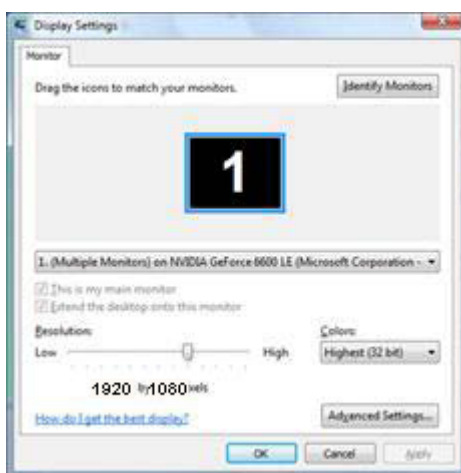 Display Settings
Monitor
Drag the icons to match your monitors.
Identify Monitors
1
1. (Multiple Monitors) on NVIDIA GeForce 6600 LE (Microsoft Corporation -
This is my main monitor
Extend the desktop onto this monitor
Resolution:
Colors:
Low
High
Highest (32 bit)
1920 by 1080 xels
How do I get the best display?
Advanced Settings...
OK
Cancel
Apply